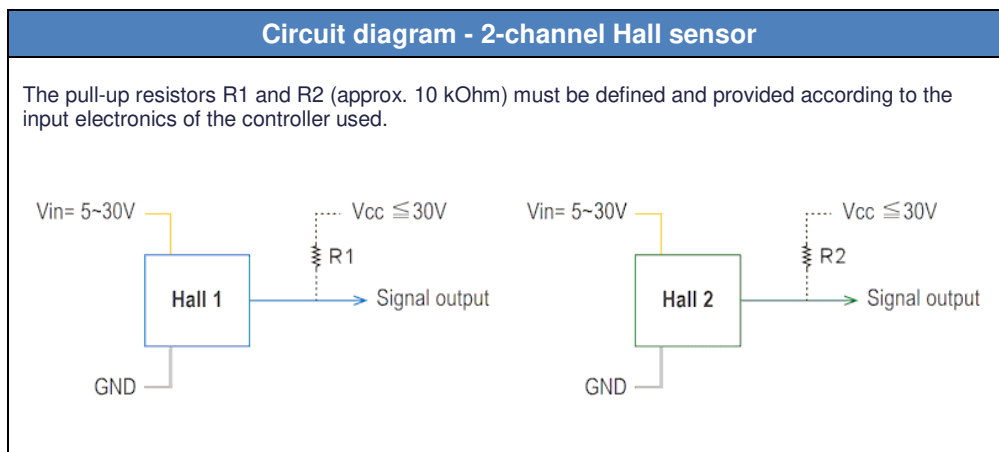 Circuit diagram - 2-channel Hall sensor
The pull-up resistors R1 and R2 (approx. 10 kOhm) must be defined and provided according to the
input electronics of the controller used.
Vin= 5~30V
Vcc ≦30V
R1
Hall 1
Signal output
GND
Vin= 5~30V
Vcc ≦30V
R2
Hall 2
Signal output
GND